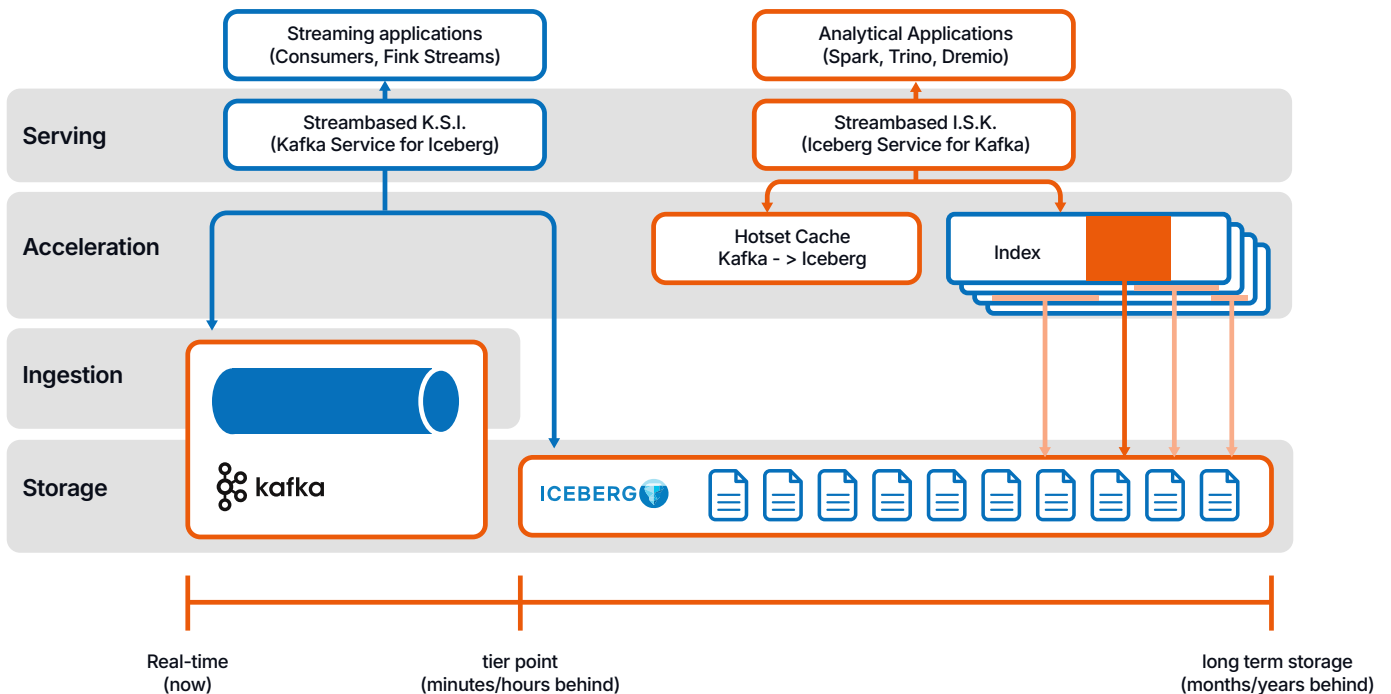 Streaming applications
(Consumers, Fink Streams)
Analytical Applications
(Spark, Trino, Dremio)
Serving
Streambased K.S.I.
(Kafka Service for Iceberg)
Streambased I.S.K.
(Iceberg Service for Kafka)
Acceleration
Hotset Cache
Kafka - > Iceberg
Index
Ingestion
Storage
kafka
ICEBERG
Real-time
(now)
tier point
(minutes/hours behind)
long term storage
(months/years behind)